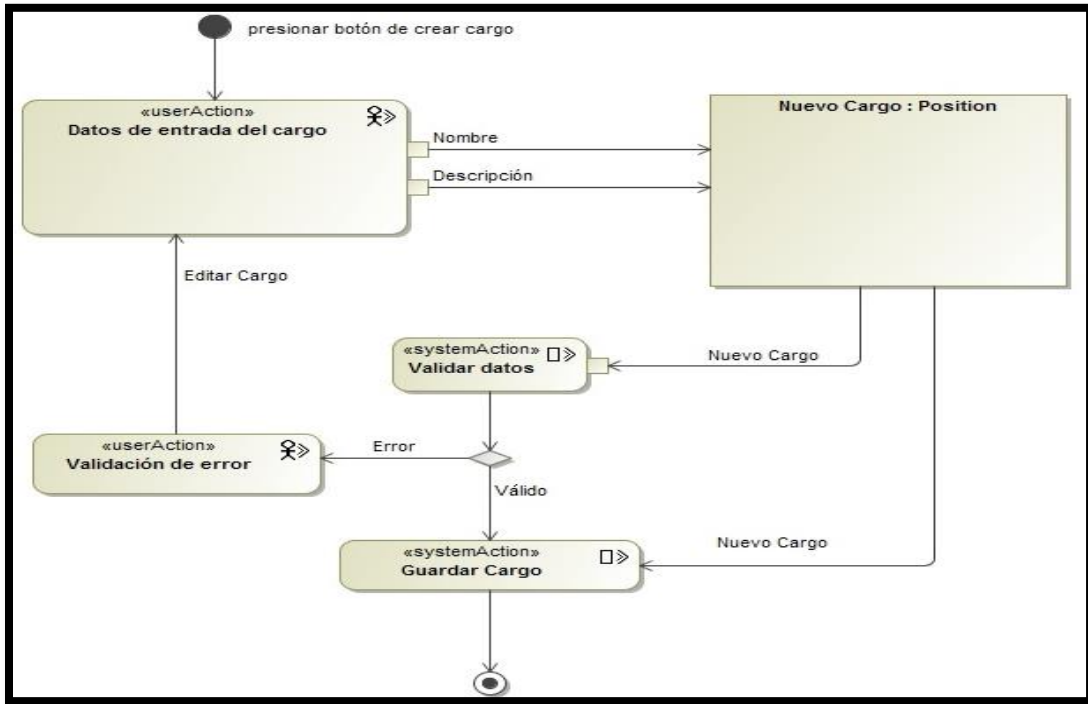 presionar botón de crear cargo
«userAction»
Datos de entrada del cargo
Nombre
Descripción
Nuevo Cargo : Position
Editar Cargo
«systemAction»
Validar datos
Nuevo Cargo
«userAction»
Validación de error
Error
Válido
«systemAction»
Guardar Cargo
Nuevo Cargo